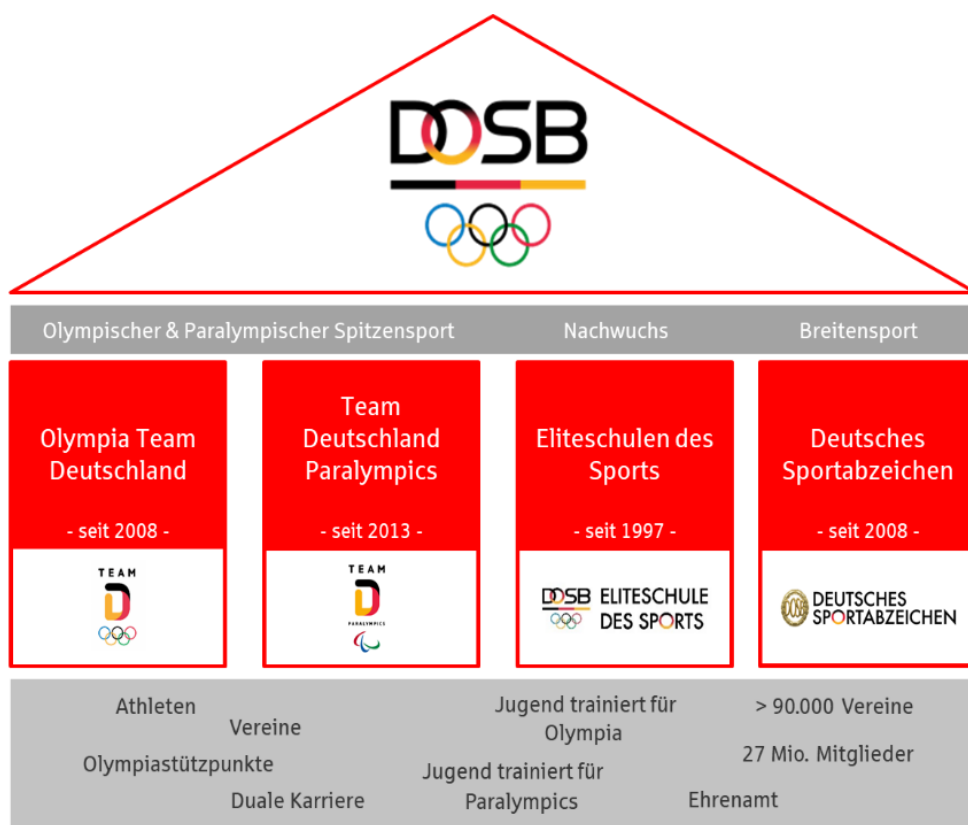 DOSB
Olympischer & Paralympischer Spitzensport
Nachwuchs
Breitensport
Olympia Team
Deutschland
- seit 2008 -
TEAM
D
Team
Deutschland
Paralympics
- seit 2013 -
TEAM
D
PARALYMPICS
Eliteschulen des
Sports
- seit 1997 -
DOSB
ELITESCHULE
DES SPORTS
Deutsches
Sportabzeichen
- seit 2008 -
DOSB
DEUTSCHES
SPORTABZEICHEN
Athleten
Vereine
Olympiastützpunkte
Duale Karriere
Jugend trainiert für
Olympia
Jugend trainiert für
Paralympics
> 90.000 Vereine
27 Mio. Mitglieder
Ehrenamt